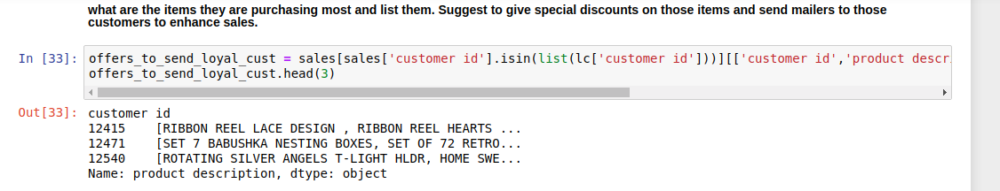 what are the items they are purchasing most and list them. Suggest to give special discounts on those items and send mailers to those
customers to enhance sales.
In [33]: offers_to_send_loyal_cust = sales[sales['customer id'].isin(list(lc['customer id']))][['customer id','product descr
offers_to_send_loyal_cust.head(3)
Out[33]: customer id
12415 [RIBBON REEL LACE DESIGN , RIBBON REEL HEARTS ...
12471 [SET 7 BABUSHKA NESTING BOXES, SET OF 72 RETRO...
12540 [ROTATING SILVER ANGELS T-LIGHT HLDR, HOME SWE...
Name: product description, dtype: object